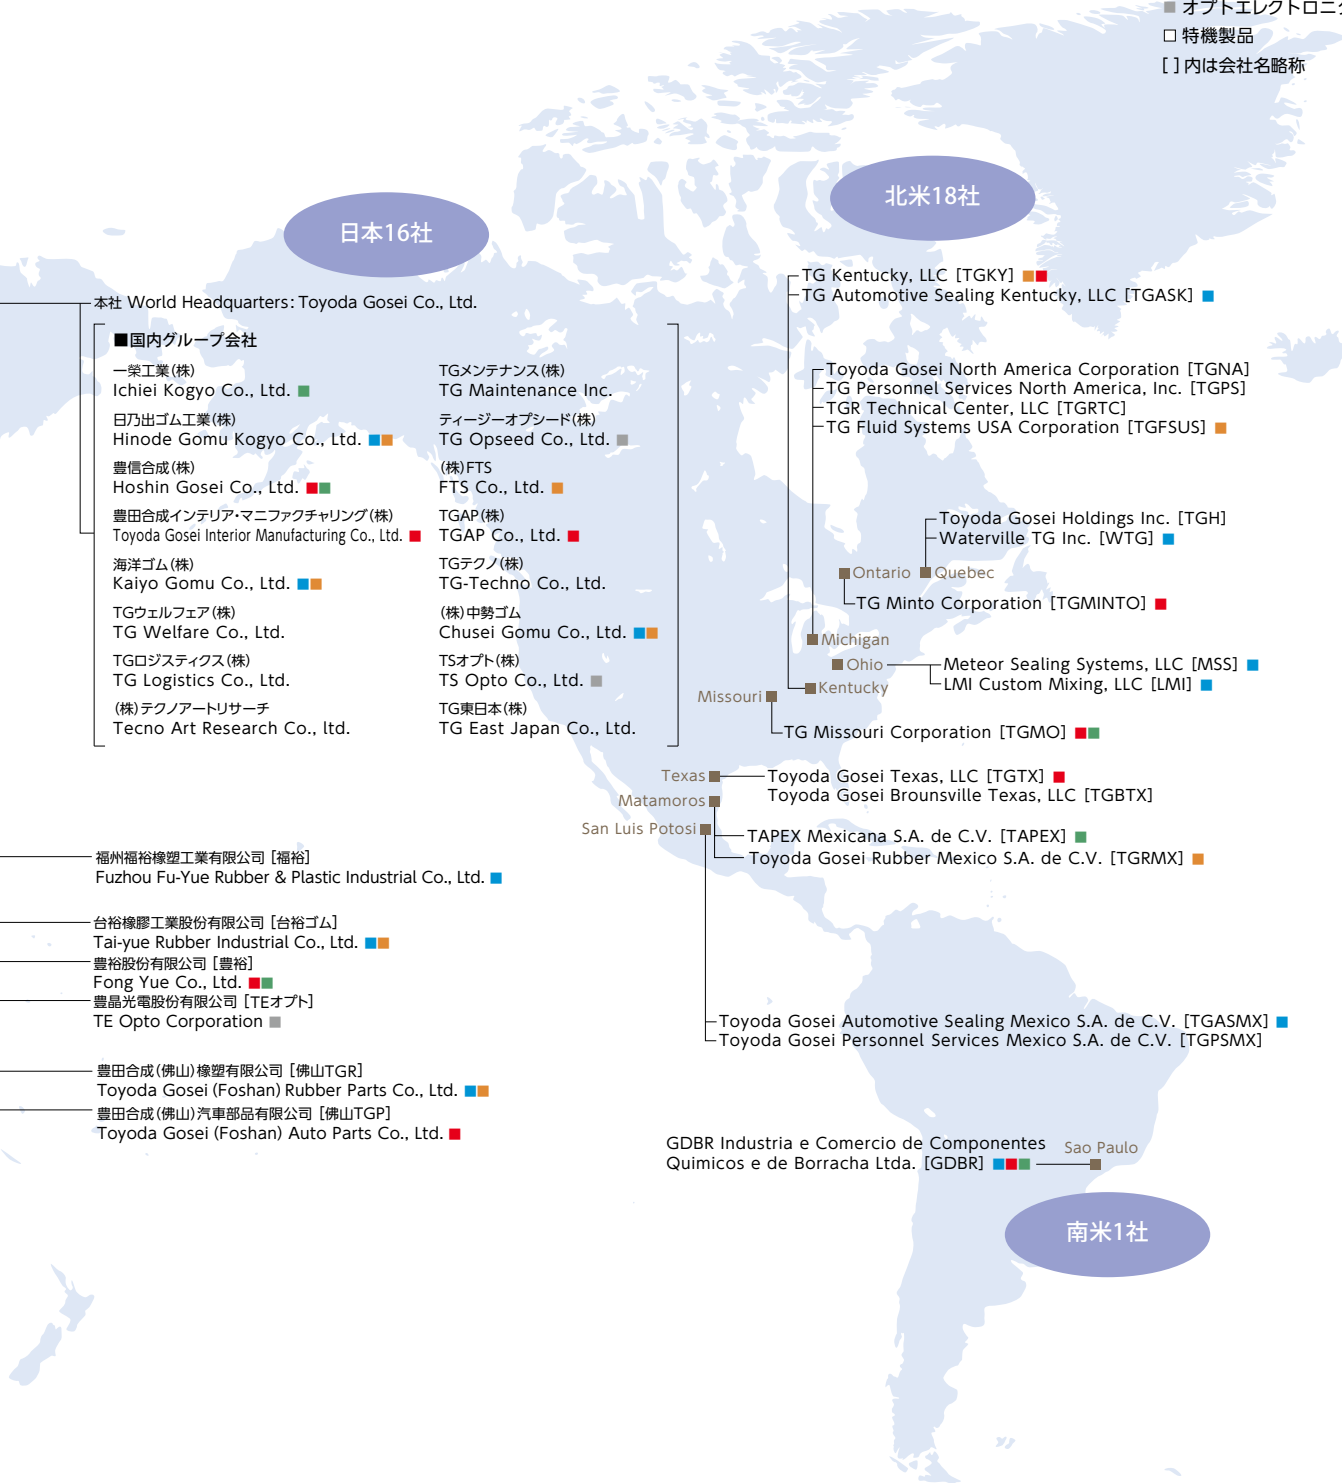 オプトエレクトロニク
特機製品
[ ]内は会社名略称
日本16社
北米18社
本社 World Headquarters: Toyoda Gosei Co., Ltd.
■国内グループ会社
一榮工業(株)
Ichiei Kogyo Co., Ltd.
日乃出ゴム工業(株)
Hinode Gomu Kogyo Co., Ltd.
豊信合成(株)
Hoshin Gosei Co., Ltd.
豊田合成インテリア・マニファクチャリング(株)
Toyoda Gosei Interior Manufacturing Co., Ltd.
海洋ゴム(株)
Kaiyo Gomu Co., Ltd.
TGウェルフェア(株)
TG Welfare Co., Ltd.
TGロジスティクス(株)
TG Logistics Co., Ltd.
(株)テクノアートリサーチ
Tecno Art Research Co., ltd.
TGメンテナンス(株)
TG Maintenance Inc.
ティージーオプシード(株)
TG Opseed Co., Ltd.
(株)FTS
FTS Co., Ltd.
TGAP(株)
TGAP Co., Ltd.
TGテクノ(株)
TG-Techno Co., Ltd.
(株)中勢ゴム
Chusei Gomu Co., Ltd.
TSオプト(株)
TS Opto Co., Ltd.
TG東日本(株)
TG East Japan Co., Ltd.
福州福裕橡塑工業有限公司 [福裕]
Fuzhou Fu-Yue Rubber & Plastic Industrial Co., Ltd.
台裕橡膠工業股份有限公司 [台裕ゴム]
Tai-yue Rubber Industrial Co., Ltd.
豊裕股份有限公司 [豊裕]
Fong Yue Co., Ltd.
豊晶光電股份有限公司 [TEオプト]
TE Opto Corporation
豊田合成(佛山)橡塑有限公司 [佛山TGR]
Toyoda Gosei (Foshan) Rubber Parts Co., Ltd.
豊田合成(佛山)汽車部品有限公司 [佛山TGP]
Toyoda Gosei (Foshan) Auto Parts Co., Ltd.
TG Kentucky, LLC [TGKY]
TG Automotive Sealing Kentucky, LLC [TGASK]
Toyoda Gosei North America Corporation [TGNA]
TG Personnel Services North America, Inc. [TGPS]
TGR Technical Center, LLC [TGRTC]
TG Fluid Systems USA Corporation [TGFSUS]
Toyoda Gosei Holdings Inc. [TGH]
Waterville TG Inc. [WTG]
Ontario
Quebec
TG Minto Corporation [TGMINTO]
Michigan
Ohio
Meteor Sealing Systems, LLC [MSS]
LMI Custom Mixing, LLC [LMI]
Kentucky
Missouri
TG Missouri Corporation [TGMO]
Texas
Toyoda Gosei Texas, LLC [TGTX]
Toyoda Gosei Brounsville Texas, LLC [TGBTX]
Matamoros
San Luis Potosi
TAPEX Mexicana S.A. de C.V. [TAPEX]
Toyoda Gosei Rubber Mexico S.A. de C.V. [TGRMX]
Toyoda Gosei Automotive Sealing Mexico S.A. de C.V. [TGASMX]
Toyoda Gosei Personnel Services Mexico S.A. de C.V. [TGPSMX]
GDBR Industria e Comercio de Componentes
Quimicos e de Borracha Ltda. [GDBR]
Sao Paulo
南米1社